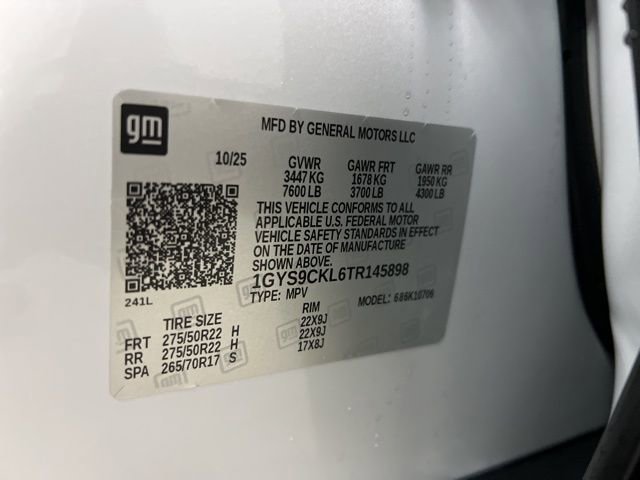 gm
MFD BY GENERAL MOTORS LLC
10/25 GVWR GAWR FRT GAWR RR
3447 KG 1678 KG 1950 KG
7600 LB 3700 LB 4300 LB
THIS VEHICLE CONFORMS TO ALL
APPLICABLE U.S. FEDERAL MOTOR
VEHICLE SAFETY STANDARDS IN EFFECT
ON THE DATE OF MANUFACTURE
SHOWN ABOVE.
1GYS9CKL6TR145898
241L
TYPE: MPV MODEL: 686K10706
TIRE SIZE RIM
FRT 275/50R22 H 22X9J
RR 275/50R22 H 22X9J
SPA 265/70R17 S 17X8J